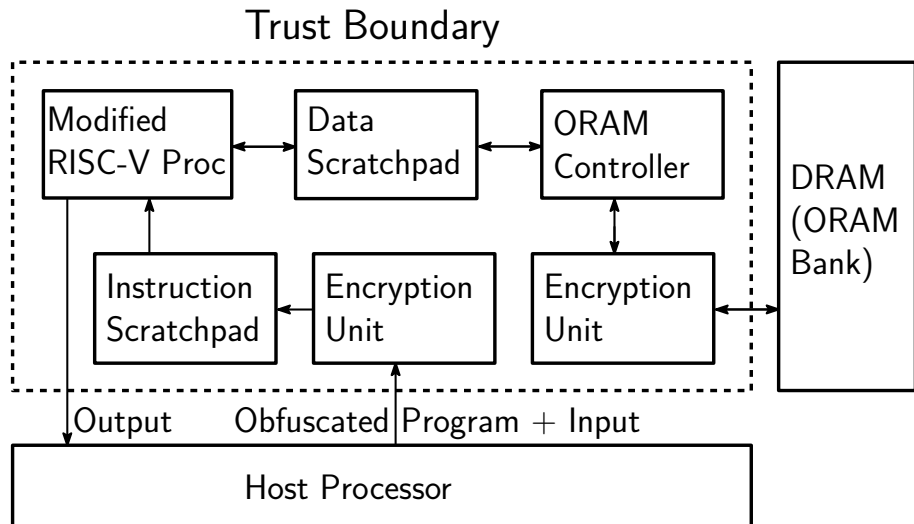 Trust Boundary
Modified
RISC-V Proc
Data
Scratchpad
ORAM
Controller
DRAM
(ORAM
Bank)
Instruction
Scratchpad
Encryption
Unit
Encryption
Unit
Output
Obfuscated Program + Input
Host Processor